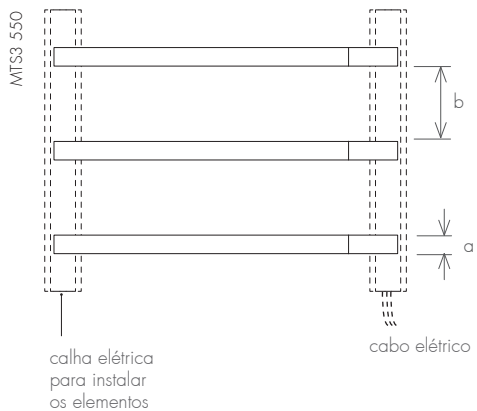 MTS3 550
b
a
calha elétrica
para instalar
os elementos
cabo elétrico